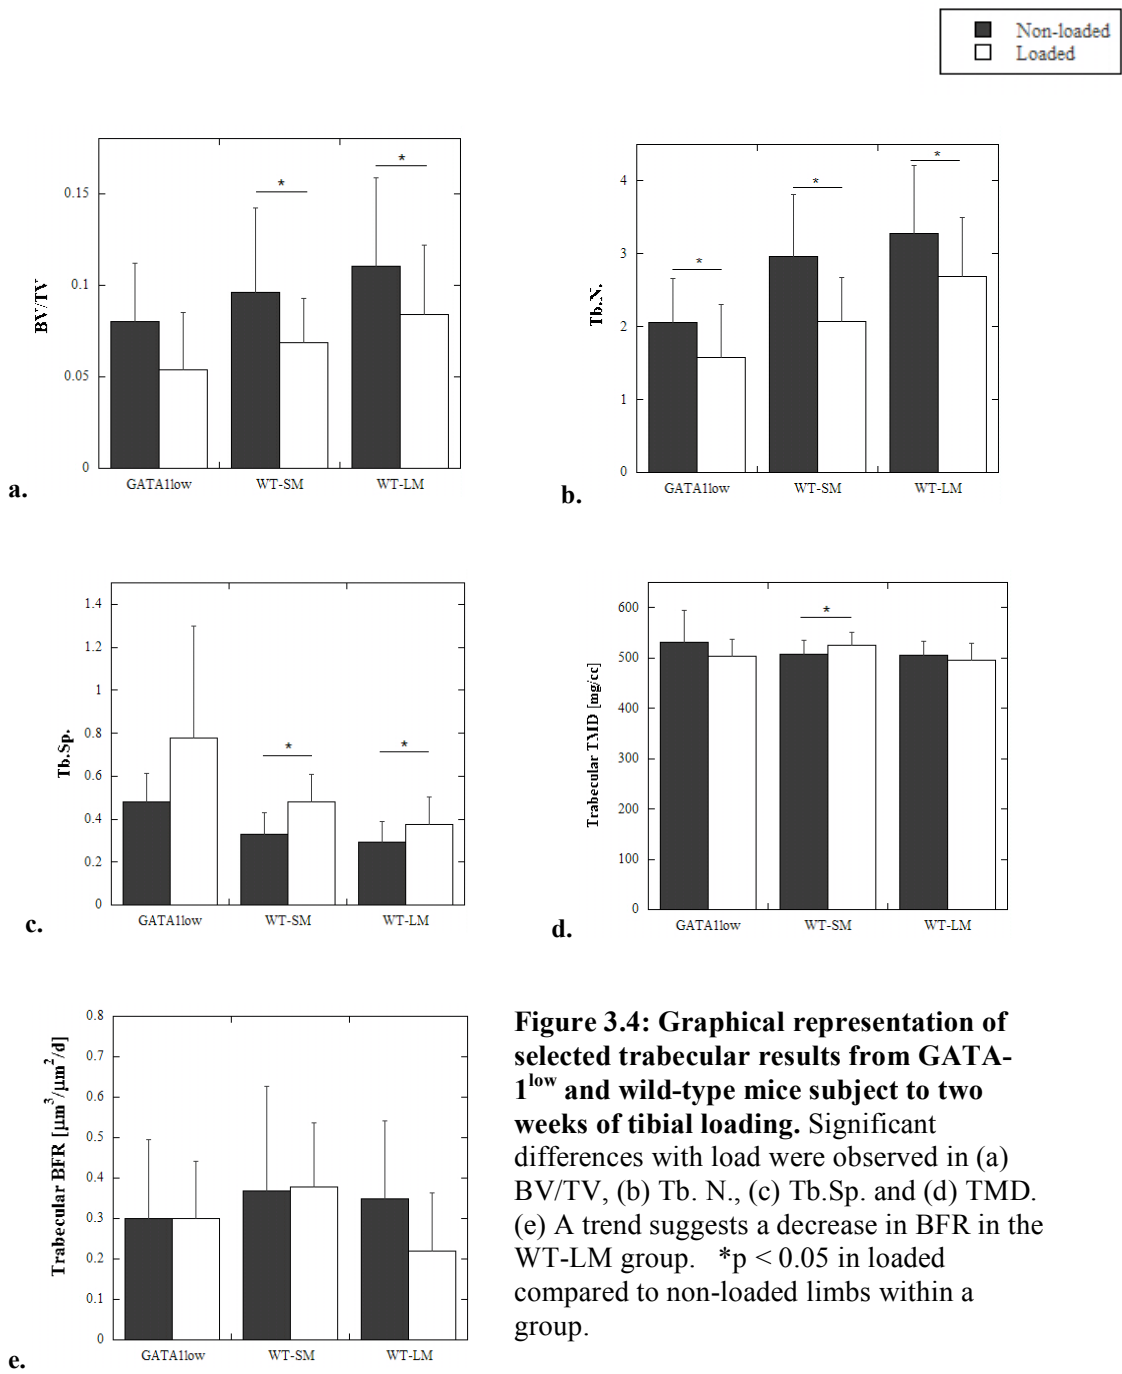 Non-loaded
Loaded
*
*
0.15
0.1
0.05
0
BV/TV
GATA1low WT-SM WT-LM
a.
*
*
*
4
3
2
1
0
Tb.N.
GATA1low WT-SM WT-LM
b.
1.4
1.2
1
0.8
0.6
0.4
0.2
0
Tb.Sp.
*
*
GATA1low WT-SM WT-LM
c.
600
500
400
300
200
100
0
Trabecular TMD [mg/cc]
*
GATA1low WT-SM WT-LM
d.
0.8
0.7
0.6
0.5
0.4
0.3
0.2
0.1
0
Trabecular BFR [µm³/µm²/d]
GATA1low WT-SM WT-LM
e.
Figure 3.4: Graphical representation of
selected trabecular results from GATA-
1^low and wild-type mice subject to two
weeks of tibial loading. Significant
differences with load were observed in (a)
BV/TV, (b) Tb. N., (c) Tb.Sp. and (d) TMD.
(e) A trend suggests a decrease in BFR in the
WT-LM group. *p < 0.05 in loaded
compared to non-loaded limbs within a
group.